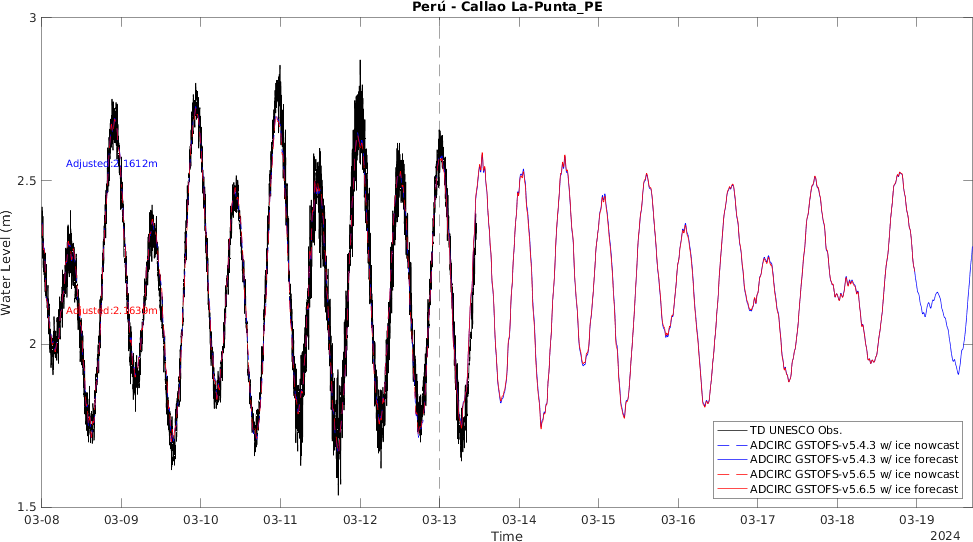 Perú - Callao La-Punta_PE
3
2.5
2
1.5
Water Level (m)
Adjusted:2.1612m
Adjusted:2.1630m
03-08 03-09 03-10 03-11 03-12 03-13 03-14 03-15 03-16 03-17 03-18 03-19
Time
2024
TD UNESCO Obs.
ADCIRC GSTOFS-v5.4.3 w/ ice nowcast
ADCIRC GSTOFS-v5.4.3 w/ ice forecast
ADCIRC GSTOFS-v5.6.5 w/ ice nowcast
ADCIRC GSTOFS-v5.6.5 w/ ice forecast